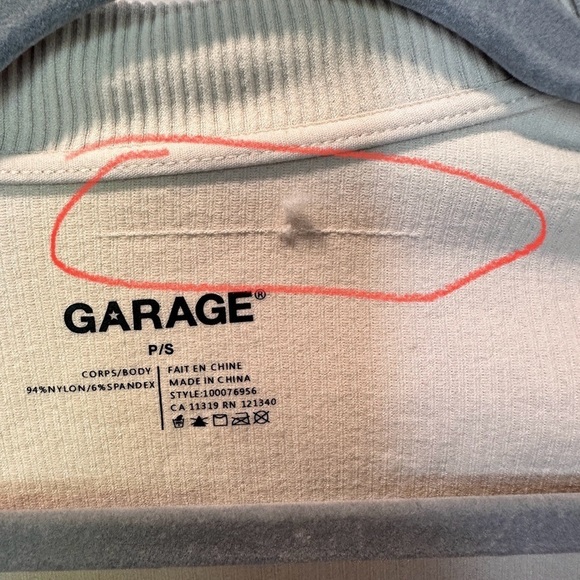 GARAGE®
P/S
CORPS/BODY
94%NYLON/6%SPANDEX
FAIT EN CHINE
MADE IN CHINA
STYLE:100076956
CA 11319 RN 121340